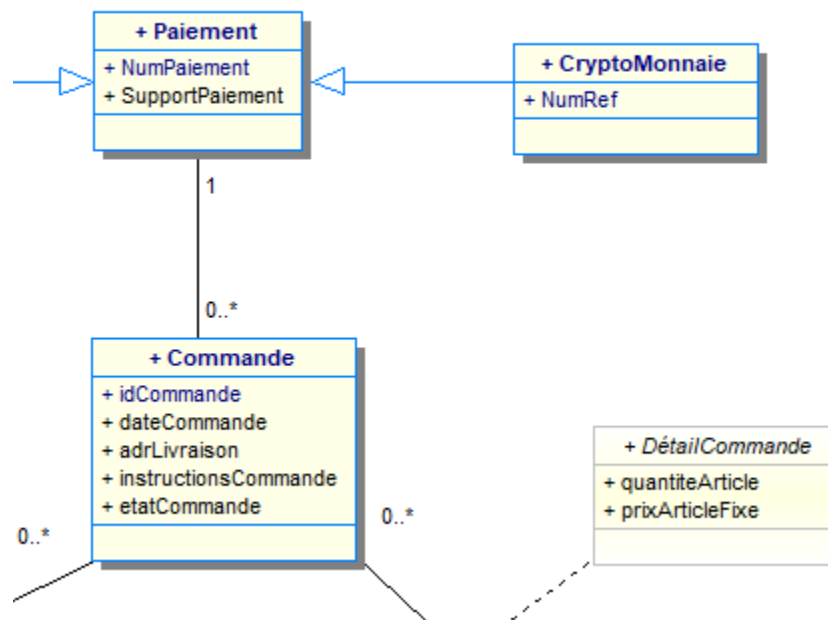 + Paiement
+ NumPaiement
+ SupportPaiement
+ CryptoMonnaie
+ NumRef
1
0..*
+ Commande
+ idCommande
+ dateCommande
+ adrLivraison
+ instructionsCommande
+ etatCommande
0..*
0..*
+ DétailCommande
+ quantiteArticle
+ prixArticleFixe